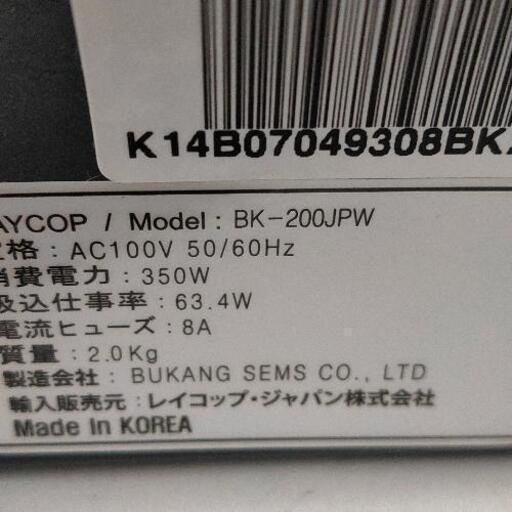 K14B07049308BK
AYCOP / Model : BK-200JPW
格 : AC100V 50/60Hz
消費電力 : 350W
吸込仕事率 : 63.4W
電流ヒューズ : 8A
質量 : 2.0Kg
製造会社 : BUKANG SEMS CO., LTD
輸入販売元 : レイコップ・ジャパン株式会社
Made In KOREA